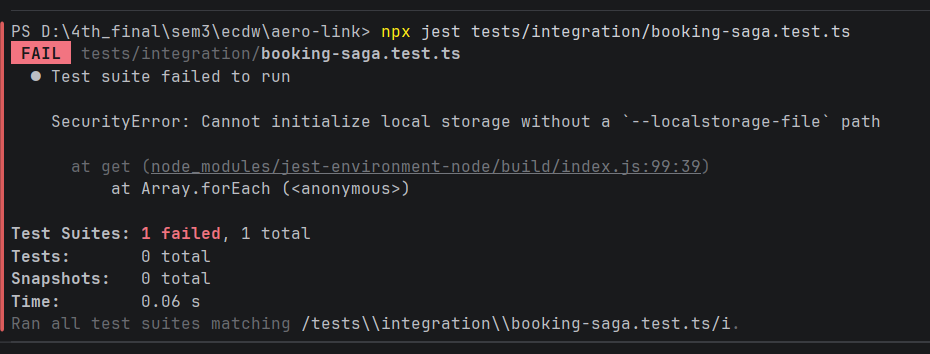 PS D:\4th_final\sem3\ecdw\aero-link> npx jest tests/integration/booking-saga.test.ts
FAIL tests/integration/booking-saga.test.ts
● Test suite failed to run
SecurityError: Cannot initialize local storage without a `--localstorage-file` path
at get (node_modules/jest-environment-node/build/index.js:99:39)
at Array.forEach (<anonymous>)
Test Suites: 1 failed, 1 total
Tests: 0 total
Snapshots: 0 total
Time: 0.06 s
Ran all test suites matching /tests\\integration\\booking-saga.test.ts/i.